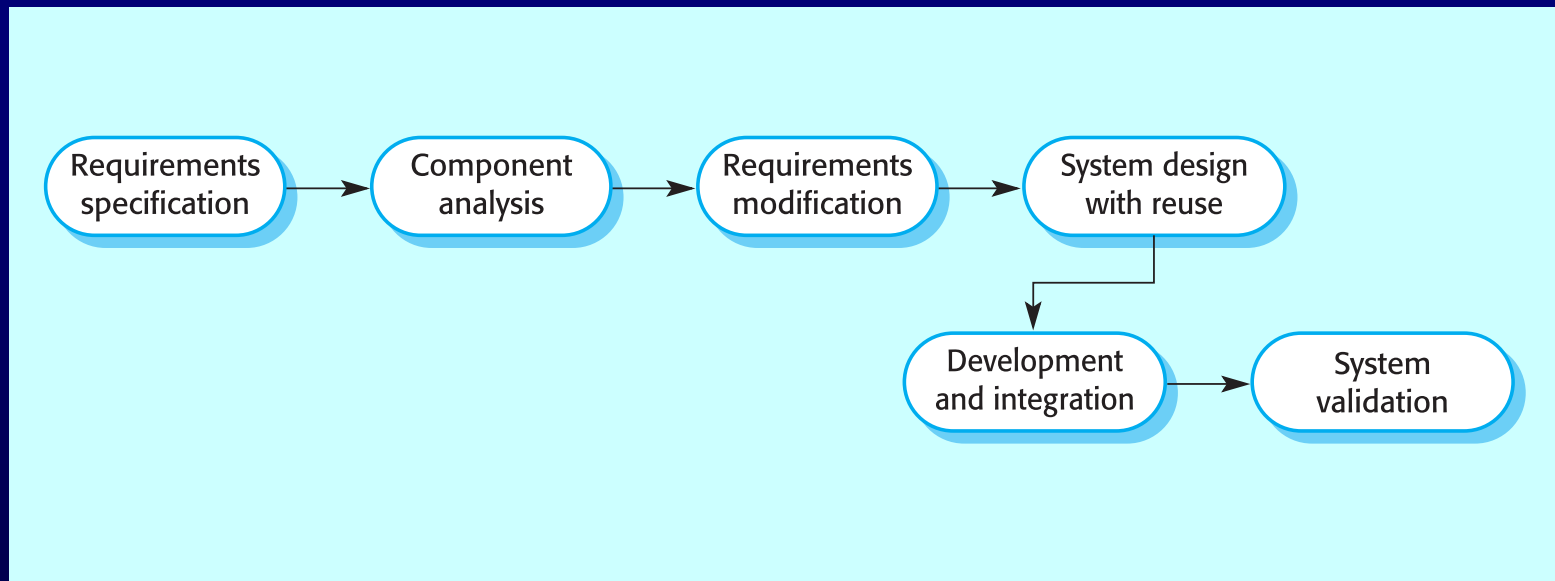 Requirements
specification
Component
analysis
Requirements
modification
System design
with reuse
Development
and integration
System
validation